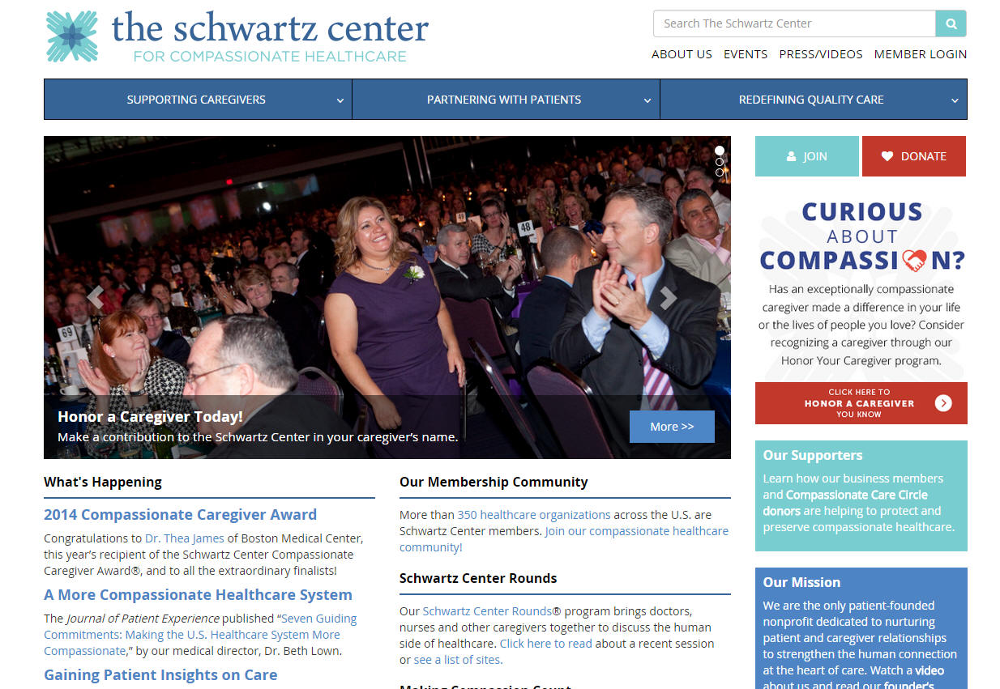 the schwartz center
FOR COMPASSIONATE HEALTHCARE
Search The Schwartz Center
ABOUT US EVENTS PRESS/VIDEOS MEMBER LOGIN
SUPPORTING CAREGIVERS
PARTNERING WITH PATIENTS
REDEFINING QUALITY CARE
49
48
69
Honor a Caregiver Today!
Make a contribution to the Schwartz Center in your caregiver's name.
More >>
JOIN
DONATE
CURIOUS
ABOUT
COMPASSION?
Has an exceptionally compassionate
caregiver made a difference in your life
or the lives of people you love? Consider
recognizing a caregiver through our
Honor Your Caregiver program.
CLICK HERE TO
HONOR A CAREGIVER
YOU KNOW
Our Supporters
Learn how our business members
and Compassionate Care Circle
donors are helping to protect and
preserve compassionate healthcare.
Our Mission
We are the only patient-founded
nonprofit dedicated to nurturing
patient and caregiver relationships
to strengthen the human connection
at the heart of care. Watch a video
about us and read our founder's
What's Happening
2014 Compassionate Caregiver Award
Congratulations to Dr. Thea James of Boston Medical Center,
this year's recipient of the Schwartz Center Compassionate
Caregiver Award®, and to all the extraordinary finalists!
A More Compassionate Healthcare System
The Journal of Patient Experience published “Seven Guiding
Commitments: Making the U.S. Healthcare System More
Compassionate,” by our medical director, Dr. Beth Lown.
Gaining Patient Insights on Care
Our Membership Community
More than 350 healthcare organizations across the U.S. are
Schwartz Center members. Join our compassionate healthcare
community!
Schwartz Center Rounds
Our Schwartz Center Rounds® program brings doctors,
nurses and other caregivers together to discuss the human
side of healthcare. Click here to read about a recent session
or see a list of sites.
Making Compassion Count